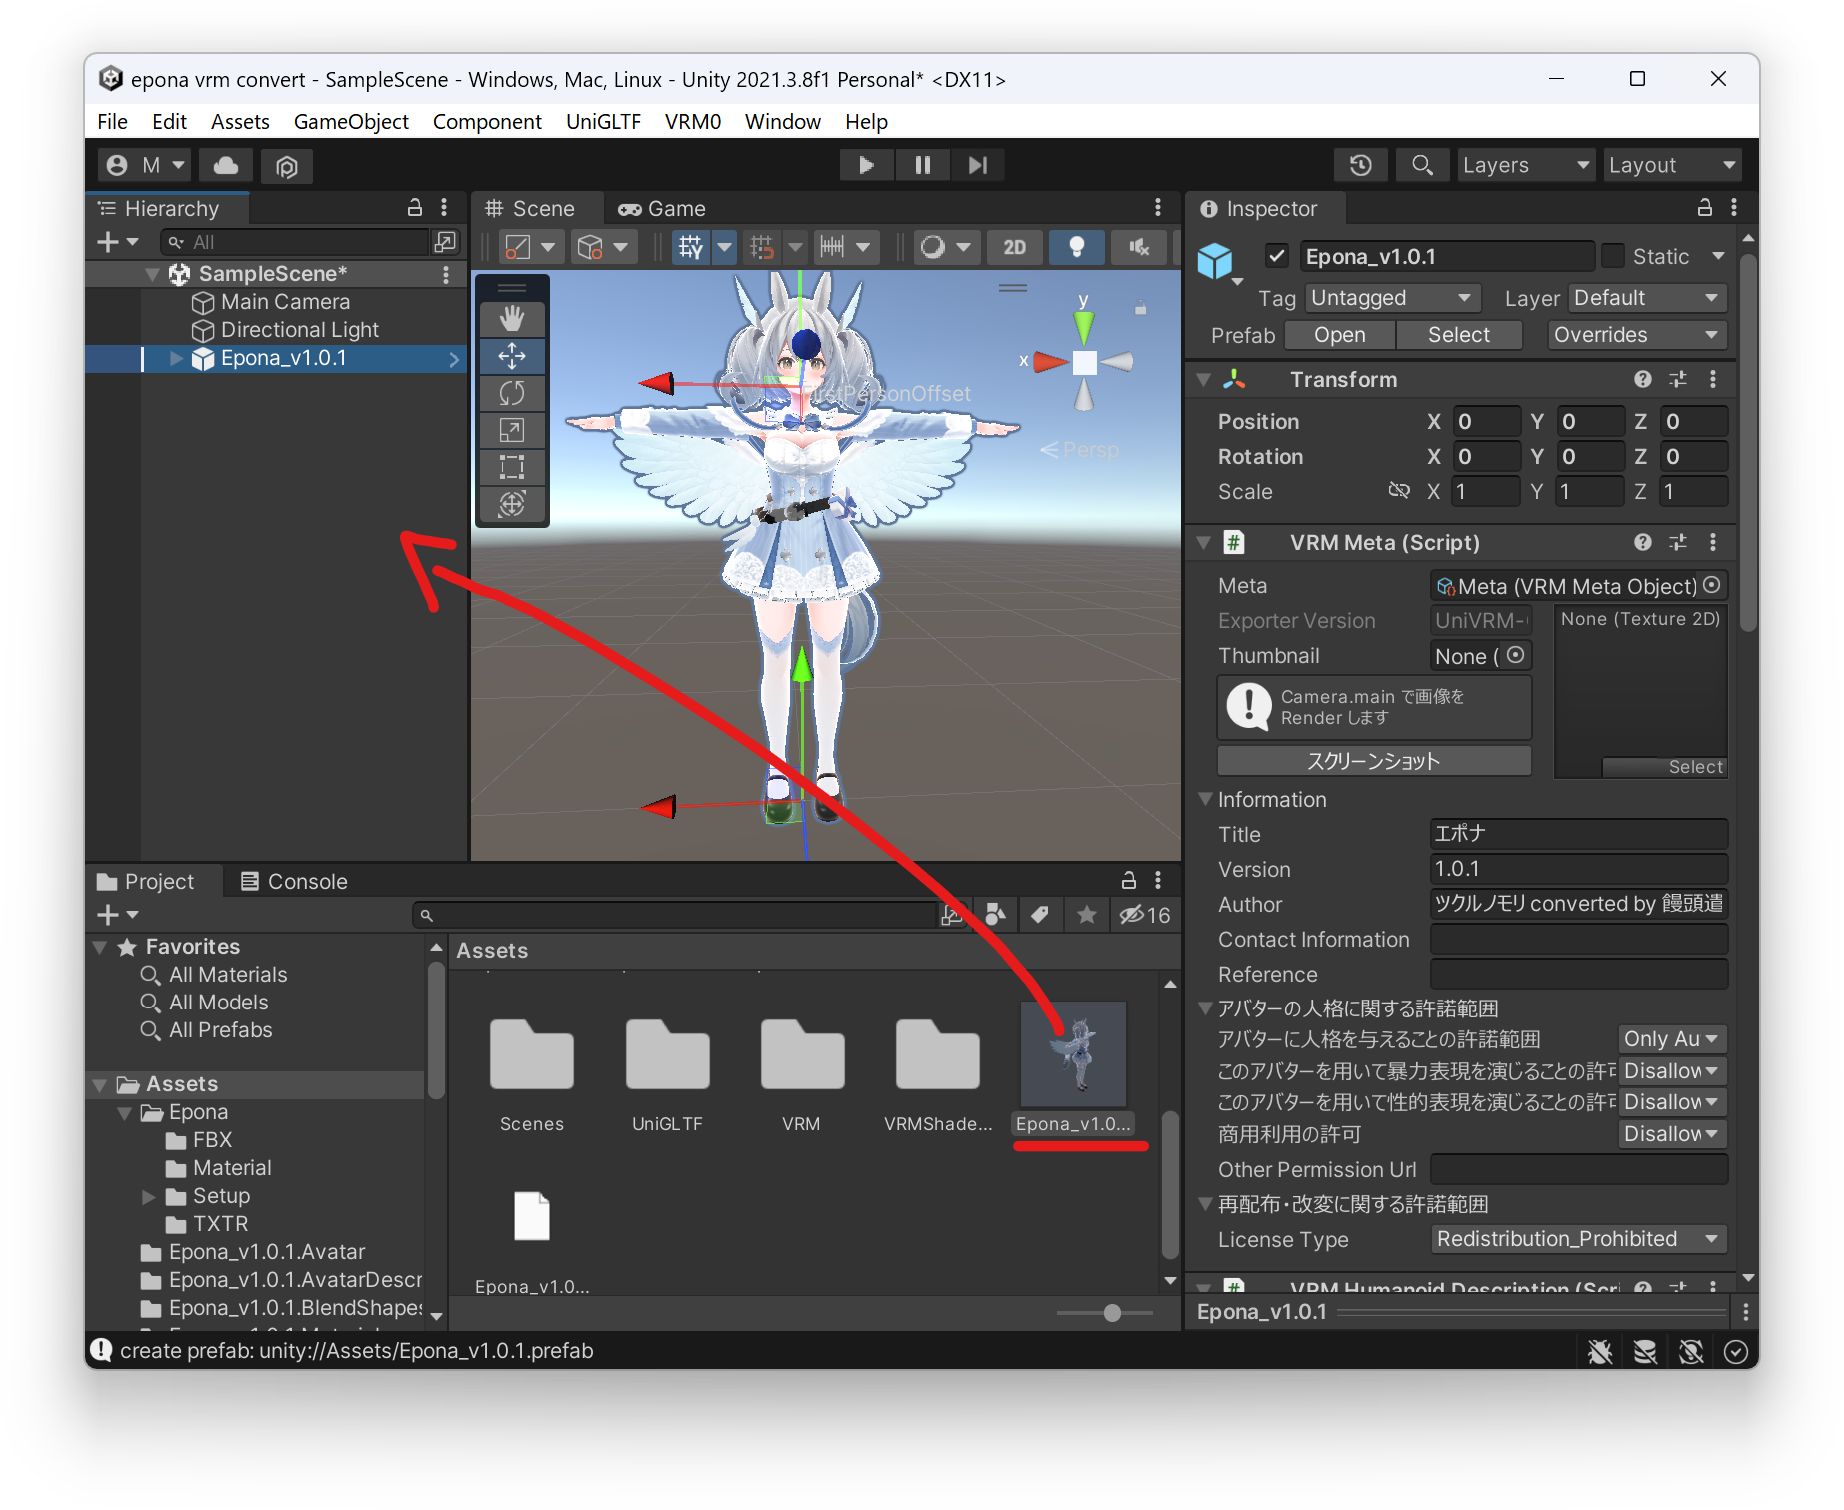 epona vrm convert - SampleScene - Windows, Mac, Linux - Unity 2021.3.8f1 Personal* <DX11>
File Edit Assets GameObject Component UniGLTF VRM0 Window Help
M
Layers
Layout
Hierarchy
All
SampleScene*
Main Camera
Directional Light
Epona_v1.0.1
Scene
Game
2D
y
x
Persp
PersonOffset
Inspector
Epona_v1.0.1
Static
Tag Untagged Layer Default
Prefab Open Select Overrides
Transform
Position X 0 Y 0 Z 0
Rotation X 0 Y 0 Z 0
Scale X 1 Y 1 Z 1
# VRM Meta (Script)
Meta Meta (VRM Meta Object)
Exporter Version UniVRM-
None (Texture 2D)
Thumbnail None (
Camera.main で画像を
Render します
スクリーンショット
Select
Information
Title エポナ
Version 1.0.1
Author ツクルノモリ converted by 饅頭遣
Contact Information
Reference
アバターの人格に関する許諾範囲
アバターに人格を与えることの許諾範囲 Only Au
このアバターを用いて暴力表現を演じることの許可 Disallow
このアバターを用いて性的表現を演じることの許可 Disallow
商用利用の許可 Disallow
Other Permission Url
再配布・改変に関する許諾範囲
License Type Redistribution_Prohibited
# VRM Humanoid Description (Scri
Epona_v1.0.1
Project
Console
16
Favorites
All Materials
All Models
All Prefabs
Assets
Epona
FBX
Material
Setup
TXTR
Epona_v1.0.1.Avatar
Epona_v1.0.1.AvatarDescr
Epona_v1.0.1.BlendShapes
Assets
Scenes
UniGLTF
VRM
VRMShade...
Epona_v1.0...
Epona_v1.0...
create prefab: unity://Assets/Epona_v1.0.1.prefab